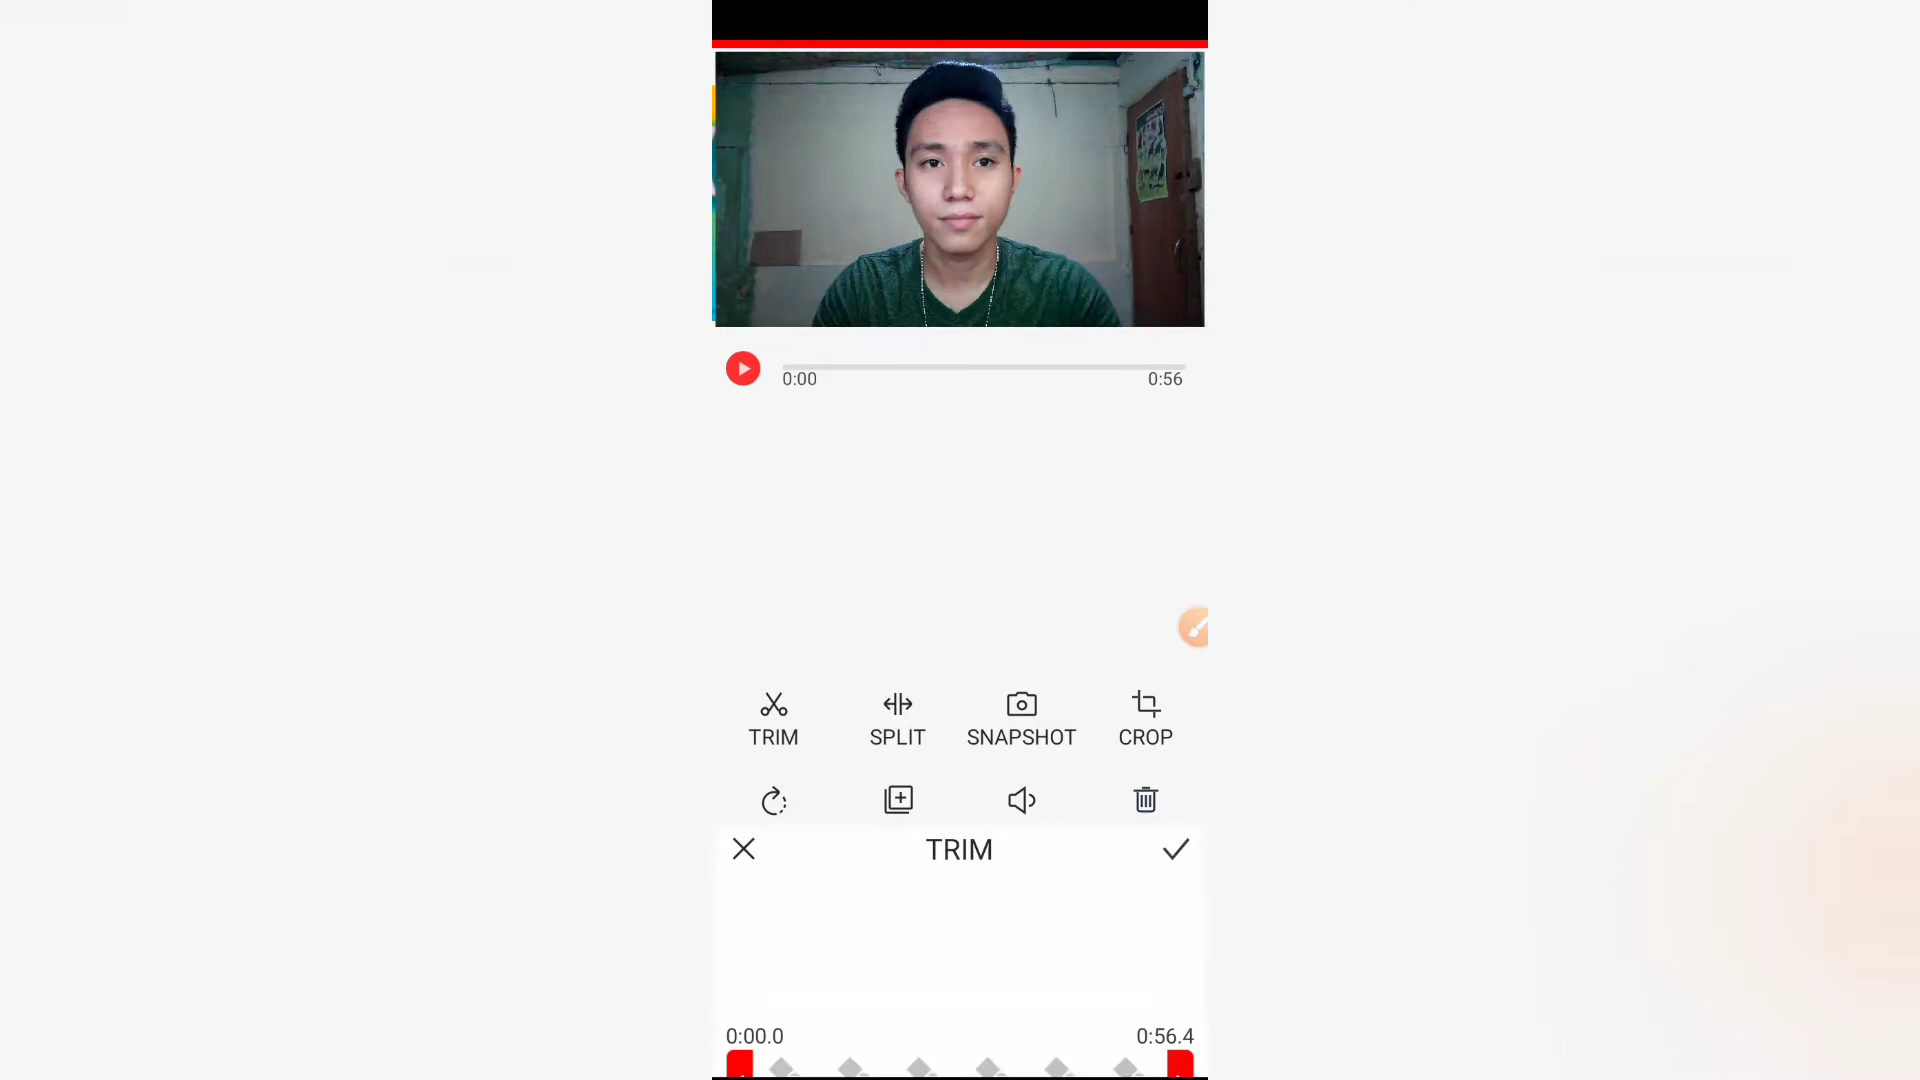 0:00 0:56
TRIM SPLIT SNAPSHOT CROP
TRIM
0:00.0 0:56.4